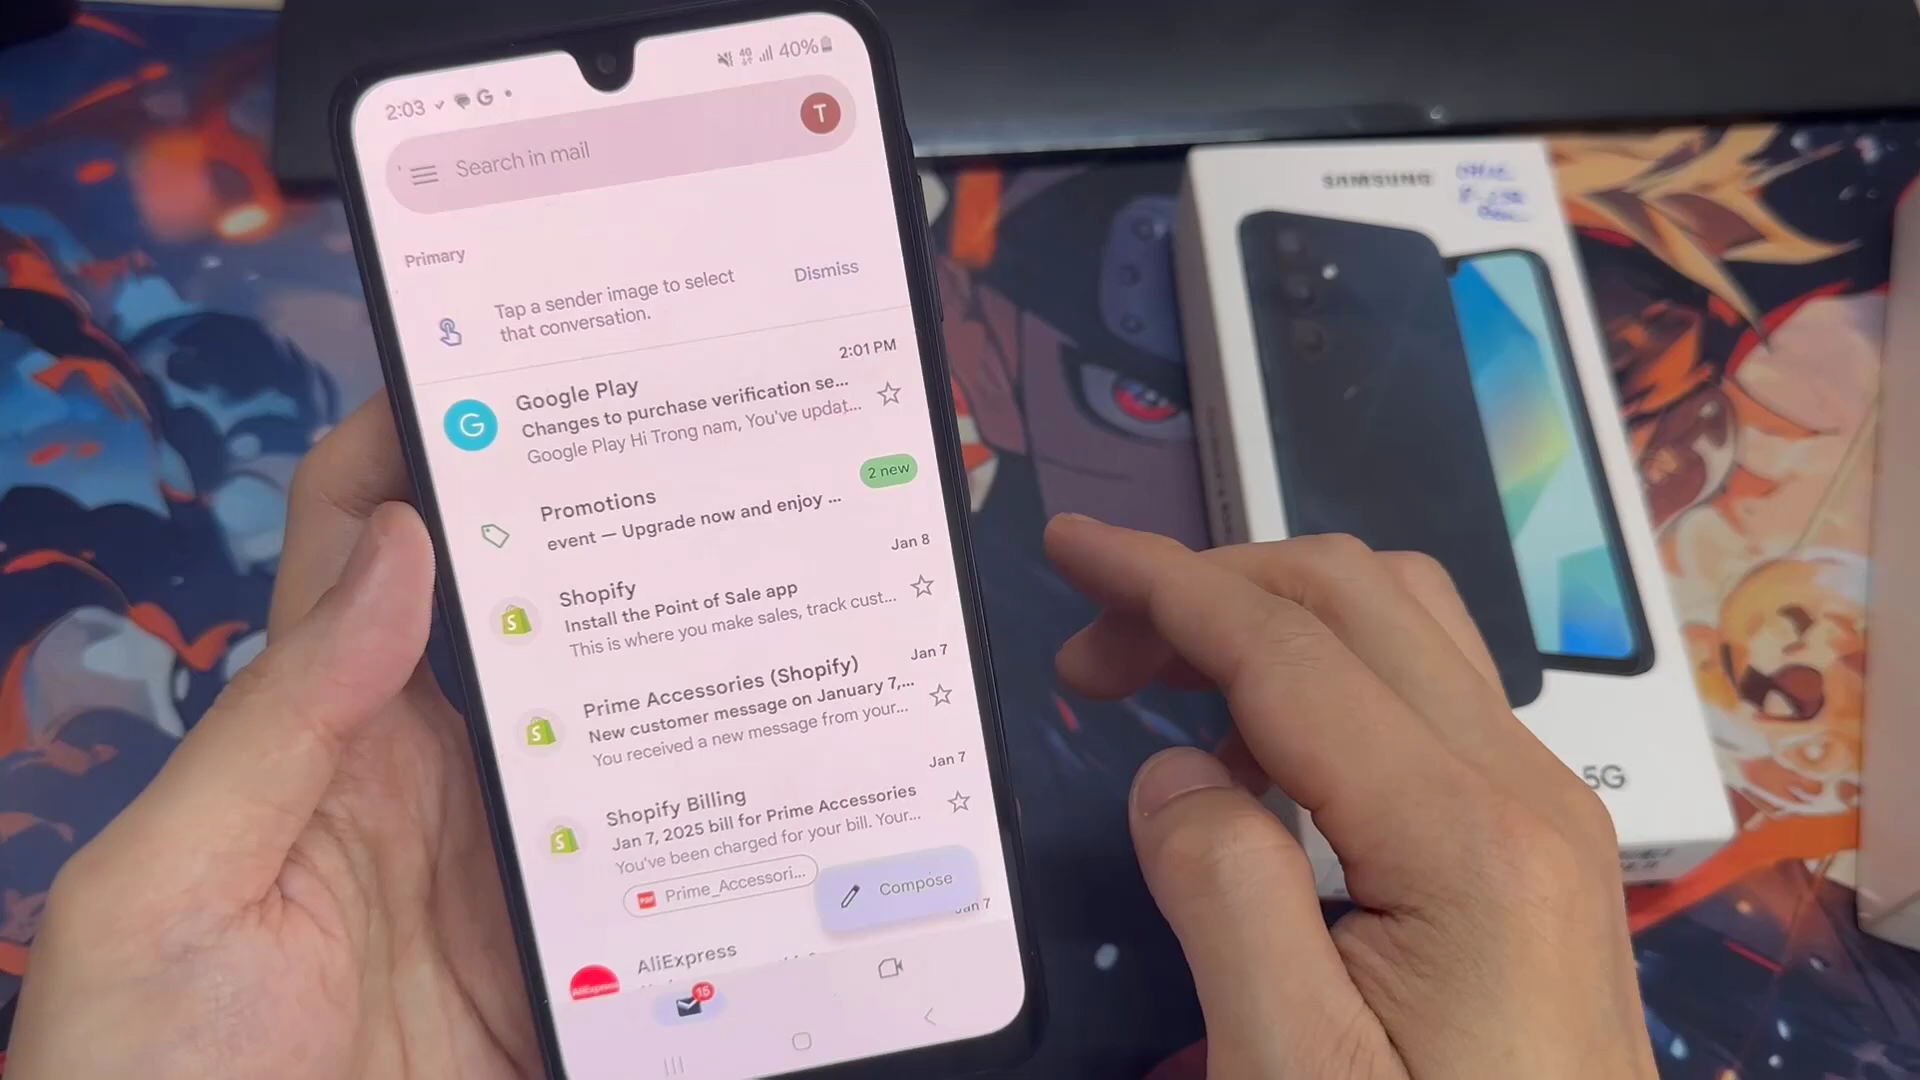 2:03 G
4G 40%
Search in mail
T
Primary
Tap a sender image to select
that conversation.
Dismiss
2:01 PM
G
Google Play
Changes to purchase verification se...
Google Play Hi Trong nam, You've updat...
Promotions
2 new
event — Upgrade now and enjoy ...
Jan 8
S
Shopify
Install the Point of Sale app
This is where you make sales, track cust...
Jan 7
S
Prime Accessories (Shopify)
New customer message on January 7,...
You received a new message from your...
Jan 7
S
Shopify Billing
Jan 7, 2025 bill for Prime Accessories
You've been charged for your bill. Your...
PDF Prime_Accessori...
Compose
Jan 7
AliExpress
AliExpress
15
SAMSUNG
5G